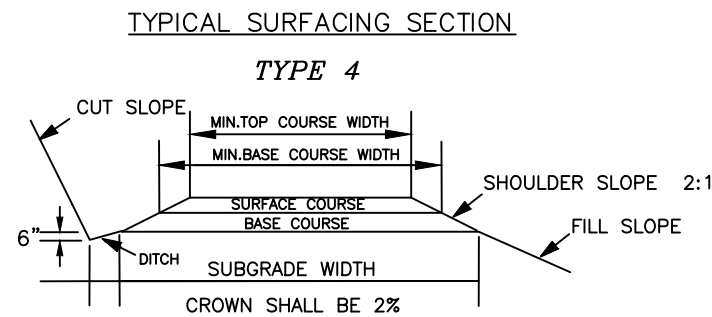 TYPICAL SURFACING SECTION
TYPE 4
CUT SLOPE
MIN.TOP COURSE WIDTH
MIN.BASE COURSE WIDTH
SHOULDER SLOPE 2:1
SURFACE COURSE
BASE COURSE
FILL SLOPE
6"
DITCH
SUBGRADE WIDTH
CROWN SHALL BE 2%